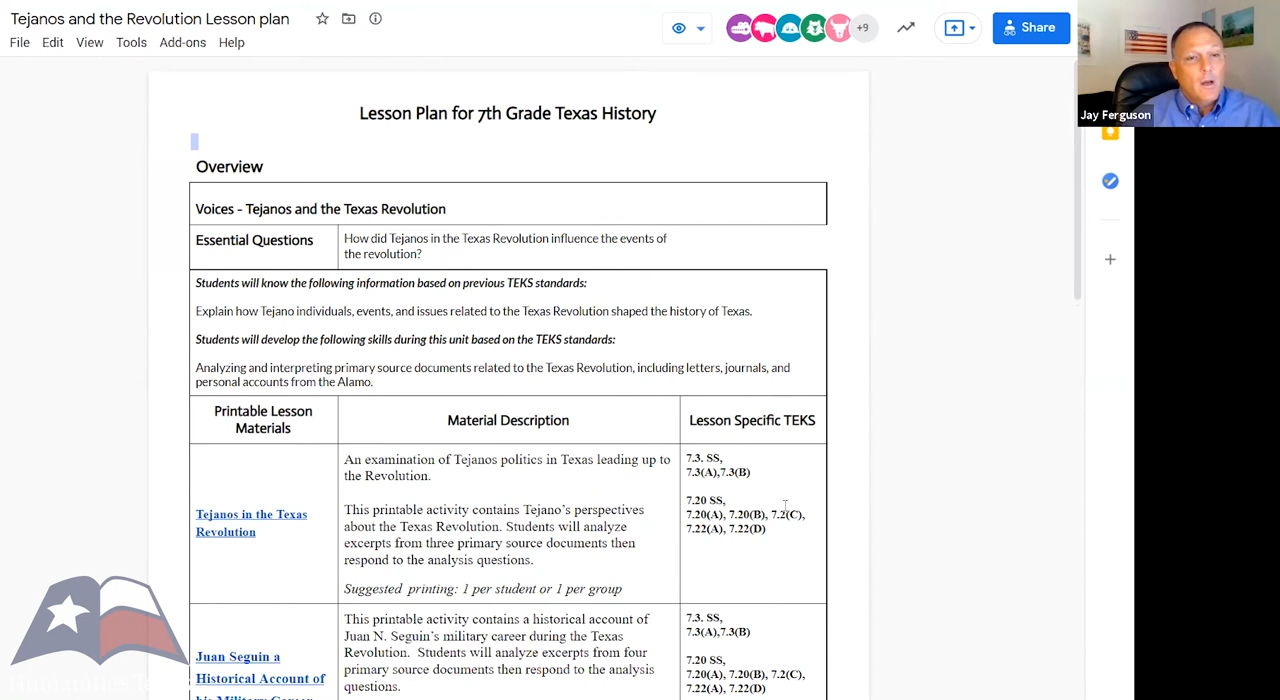 Tejanos and the Revolution Lesson plan
File Edit View Tools Add-ons Help
+9
Share
Jay Ferguson
Lesson Plan for 7th Grade Texas History
Overview
Voices - Tejanos and the Texas Revolution
Essential Questions
How did Tejanos in the Texas Revolution influence the events of
the revolution?
Students will know the following information based on previous TEKS standards:
Explain how Tejano individuals, events, and issues related to the Texas Revolution shaped the history of Texas.
Students will develop the following skills during this unit based on the TEKS standards:
Analyzing and interpreting primary source documents related to the Texas Revolution, including letters, journals, and
personal accounts from the Alamo.
Printable Lesson
Materials
Material Description
Lesson Specific TEKS
Tejanos in the Texas
Revolution
An examination of Tejanos politics in Texas leading up to
the Revolution.
This printable activity contains Tejano's perspectives
about the Texas Revolution. Students will analyze
excerpts from three primary source documents then
respond to the analysis questions.
Suggested printing: 1 per student or 1 per group
7.3. SS,
7.3(A),7.3(B)
7.20 SS,
7.20(A), 7.20(B), 7.2(C),
7.22(A), 7.22(D)
Juan Seguin a
Historical Account of
his Military Career
This printable activity contains a historical account of
Juan N. Seguin's military career during the Texas
Revolution. Students will analyze excerpts from four
primary source documents then respond to the analysis
questions.
7.3. SS,
7.3(A),7.3(B)
7.20 SS,
7.20(A), 7.20(B), 7.2(C),
7.22(A), 7.22(D)